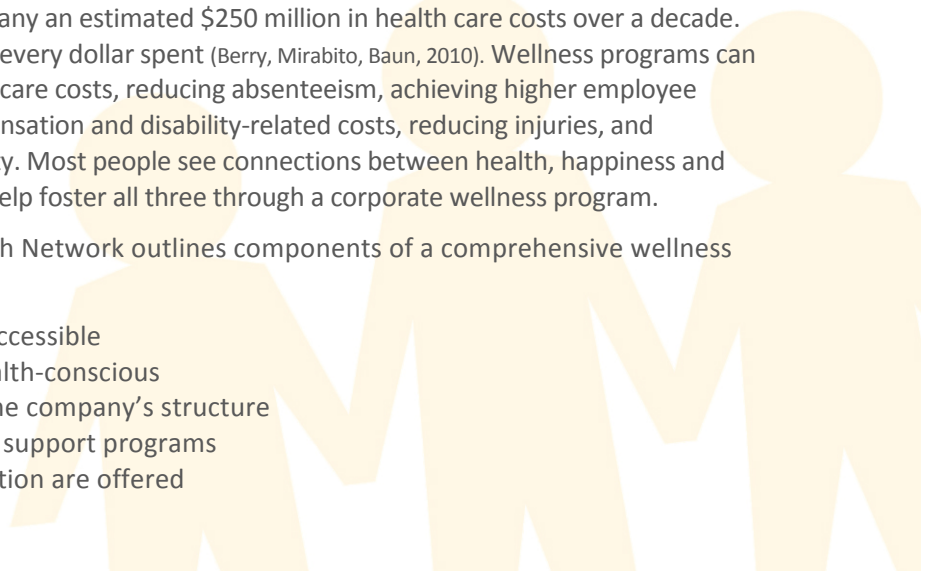 any an estimated $250 million in health care costs over a decade.
every dollar spent (Berry, Mirabito, Baun, 2010). Wellness programs can
care costs, reducing absenteeism, achieving higher employee
nsation and disability-related costs, reducing injuries, and
ty. Most people see connections between health, happiness and
elp foster all three through a corporate wellness program.
h Network outlines components of a comprehensive wellness
ccessible
lth-conscious
he company’s structure
support programs
tion are offered